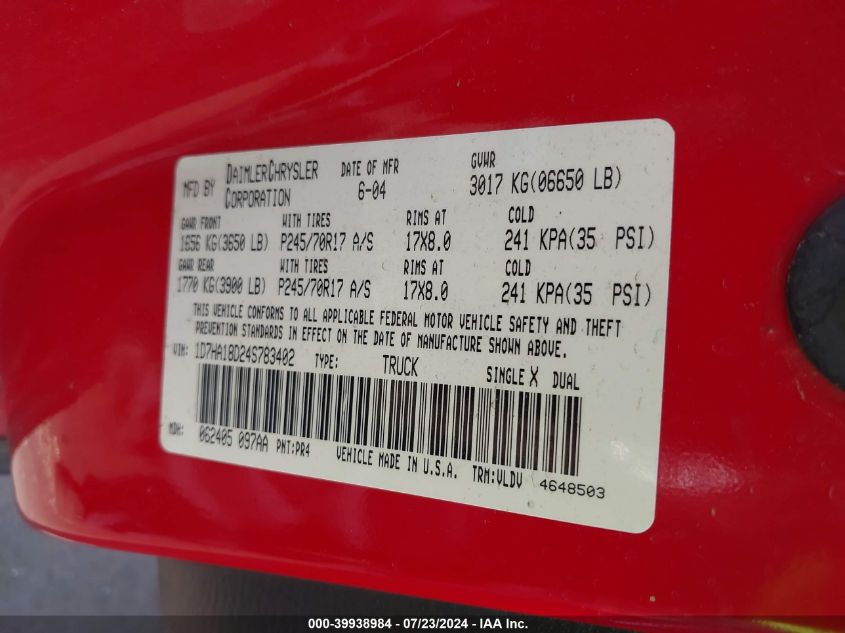 MFD BY DAIMLERCHRYSLER CORPORATION DATE OF MFR 6-04 GVWR 3017 KG(06650 LB)
GAWR FRONT WITH TIRES RIMS AT COLD
1656 KG(3650 LB) P245/70R17 A/S 17X8.0 241 KPA(35 PSI)
GAWR REAR WITH TIRES RIMS AT COLD
1770 KG(3900 LB) P245/70R17 A/S 17X8.0 241 KPA(35 PSI)
THIS VEHICLE CONFORMS TO ALL APPLICABLE FEDERAL MOTOR VEHICLE SAFETY AND THEFT
PREVENTION STANDARDS IN EFFECT ON THE DATE OF MANUFACTURE SHOWN ABOVE.
VIN: 1D7HA18D24S783402 TYPE: TRUCK SINGLE X DUAL
MDH: 062405 097AA PNT:PR4 VEHICLE MADE IN U.S.A. TRM:VLDV 4648503
000-39938984 - 07/23/2024 - IAA, Inc.